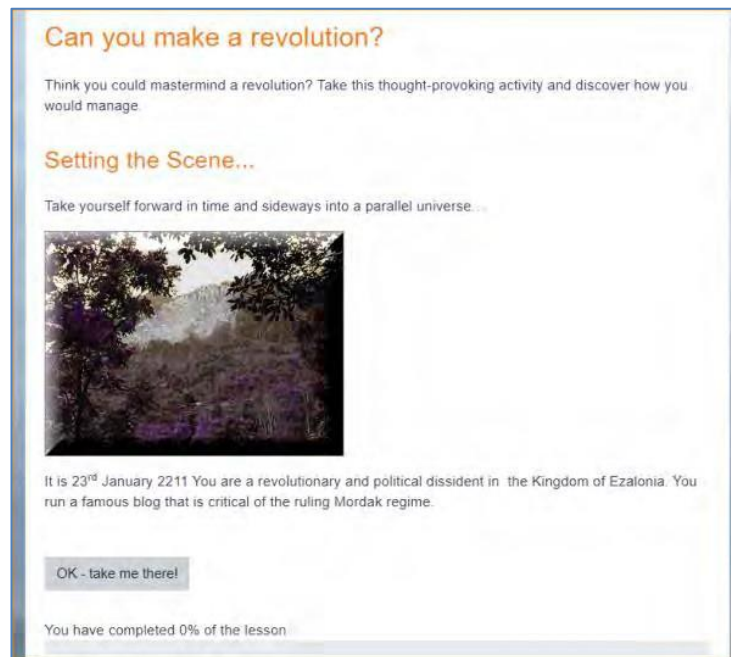 Can you make a revolution?
Think you could mastermind a revolution? Take this thought-provoking activity and discover how you
would manage.
Setting the Scene...
Take yourself forward in time and sideways into a parallel universe...
It is 23rd January 2211 You are a revolutionary and political dissident in the Kingdom of Ezalonia. You
run a famous blog that is critical of the ruling Mordak regime.
OK - take me there!
You have completed 0% of the lesson